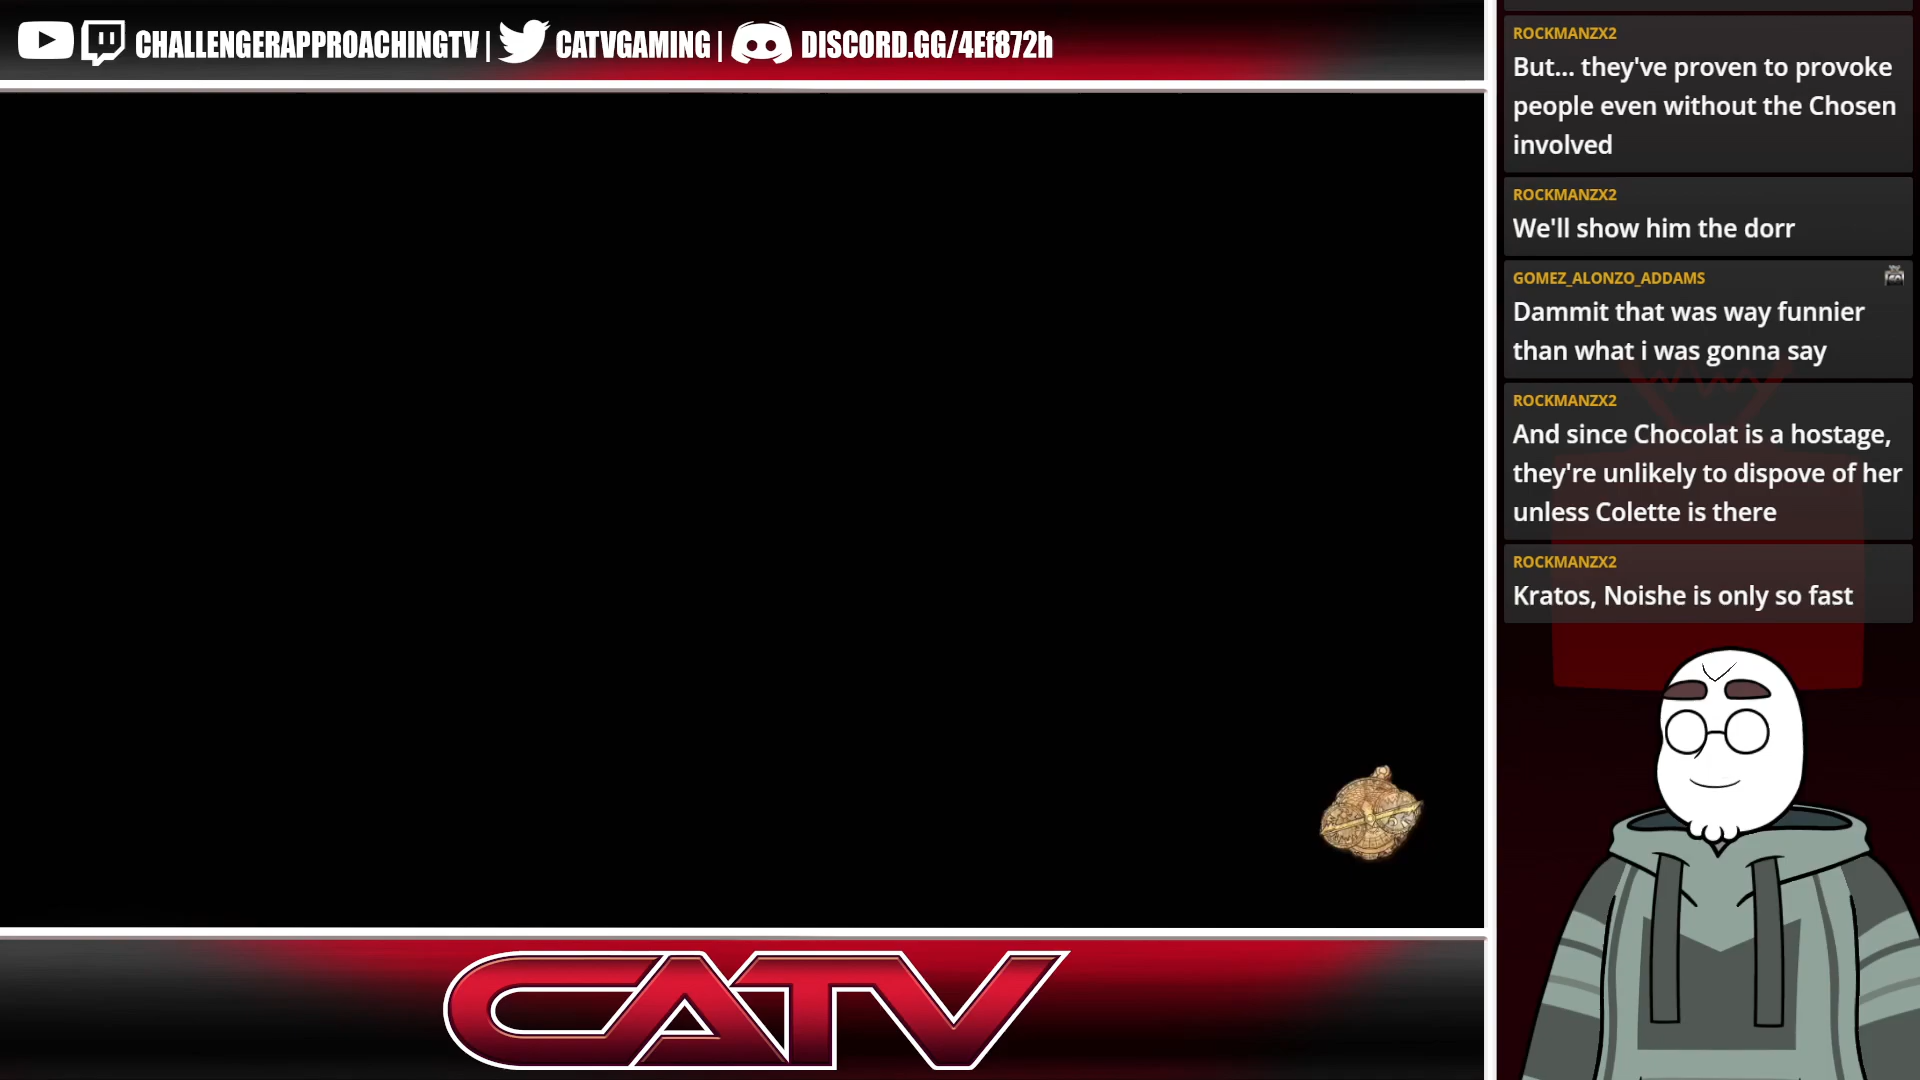 CHALLENGERAPPROACHINGTV | CATVGAMING | DISCORD.GG/4Ef872h
ROCKMANZX2
But... they've proven to provoke
people even without the Chosen
involved
ROCKMANZX2
We'll show him the dorr
GOMEZ_ALONZO_ADDAMS
Dammit that was way funnier
than what i was gonna say
ROCKMANZX2
And since Chocolat is a hostage,
they're unlikely to dispove of her
unless Colette is there
ROCKMANZX2
Kratos, Noishe is only so fast
CATV